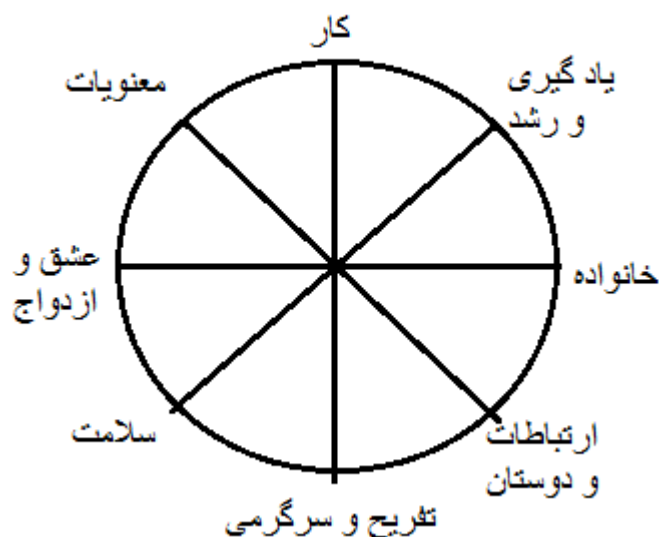 کار
یاد گیری
و رشد
خانواده
ارتباطات
و دوستان
تفریح و سرگرمی
سلامت
عشق و
ازدواج
معنویات